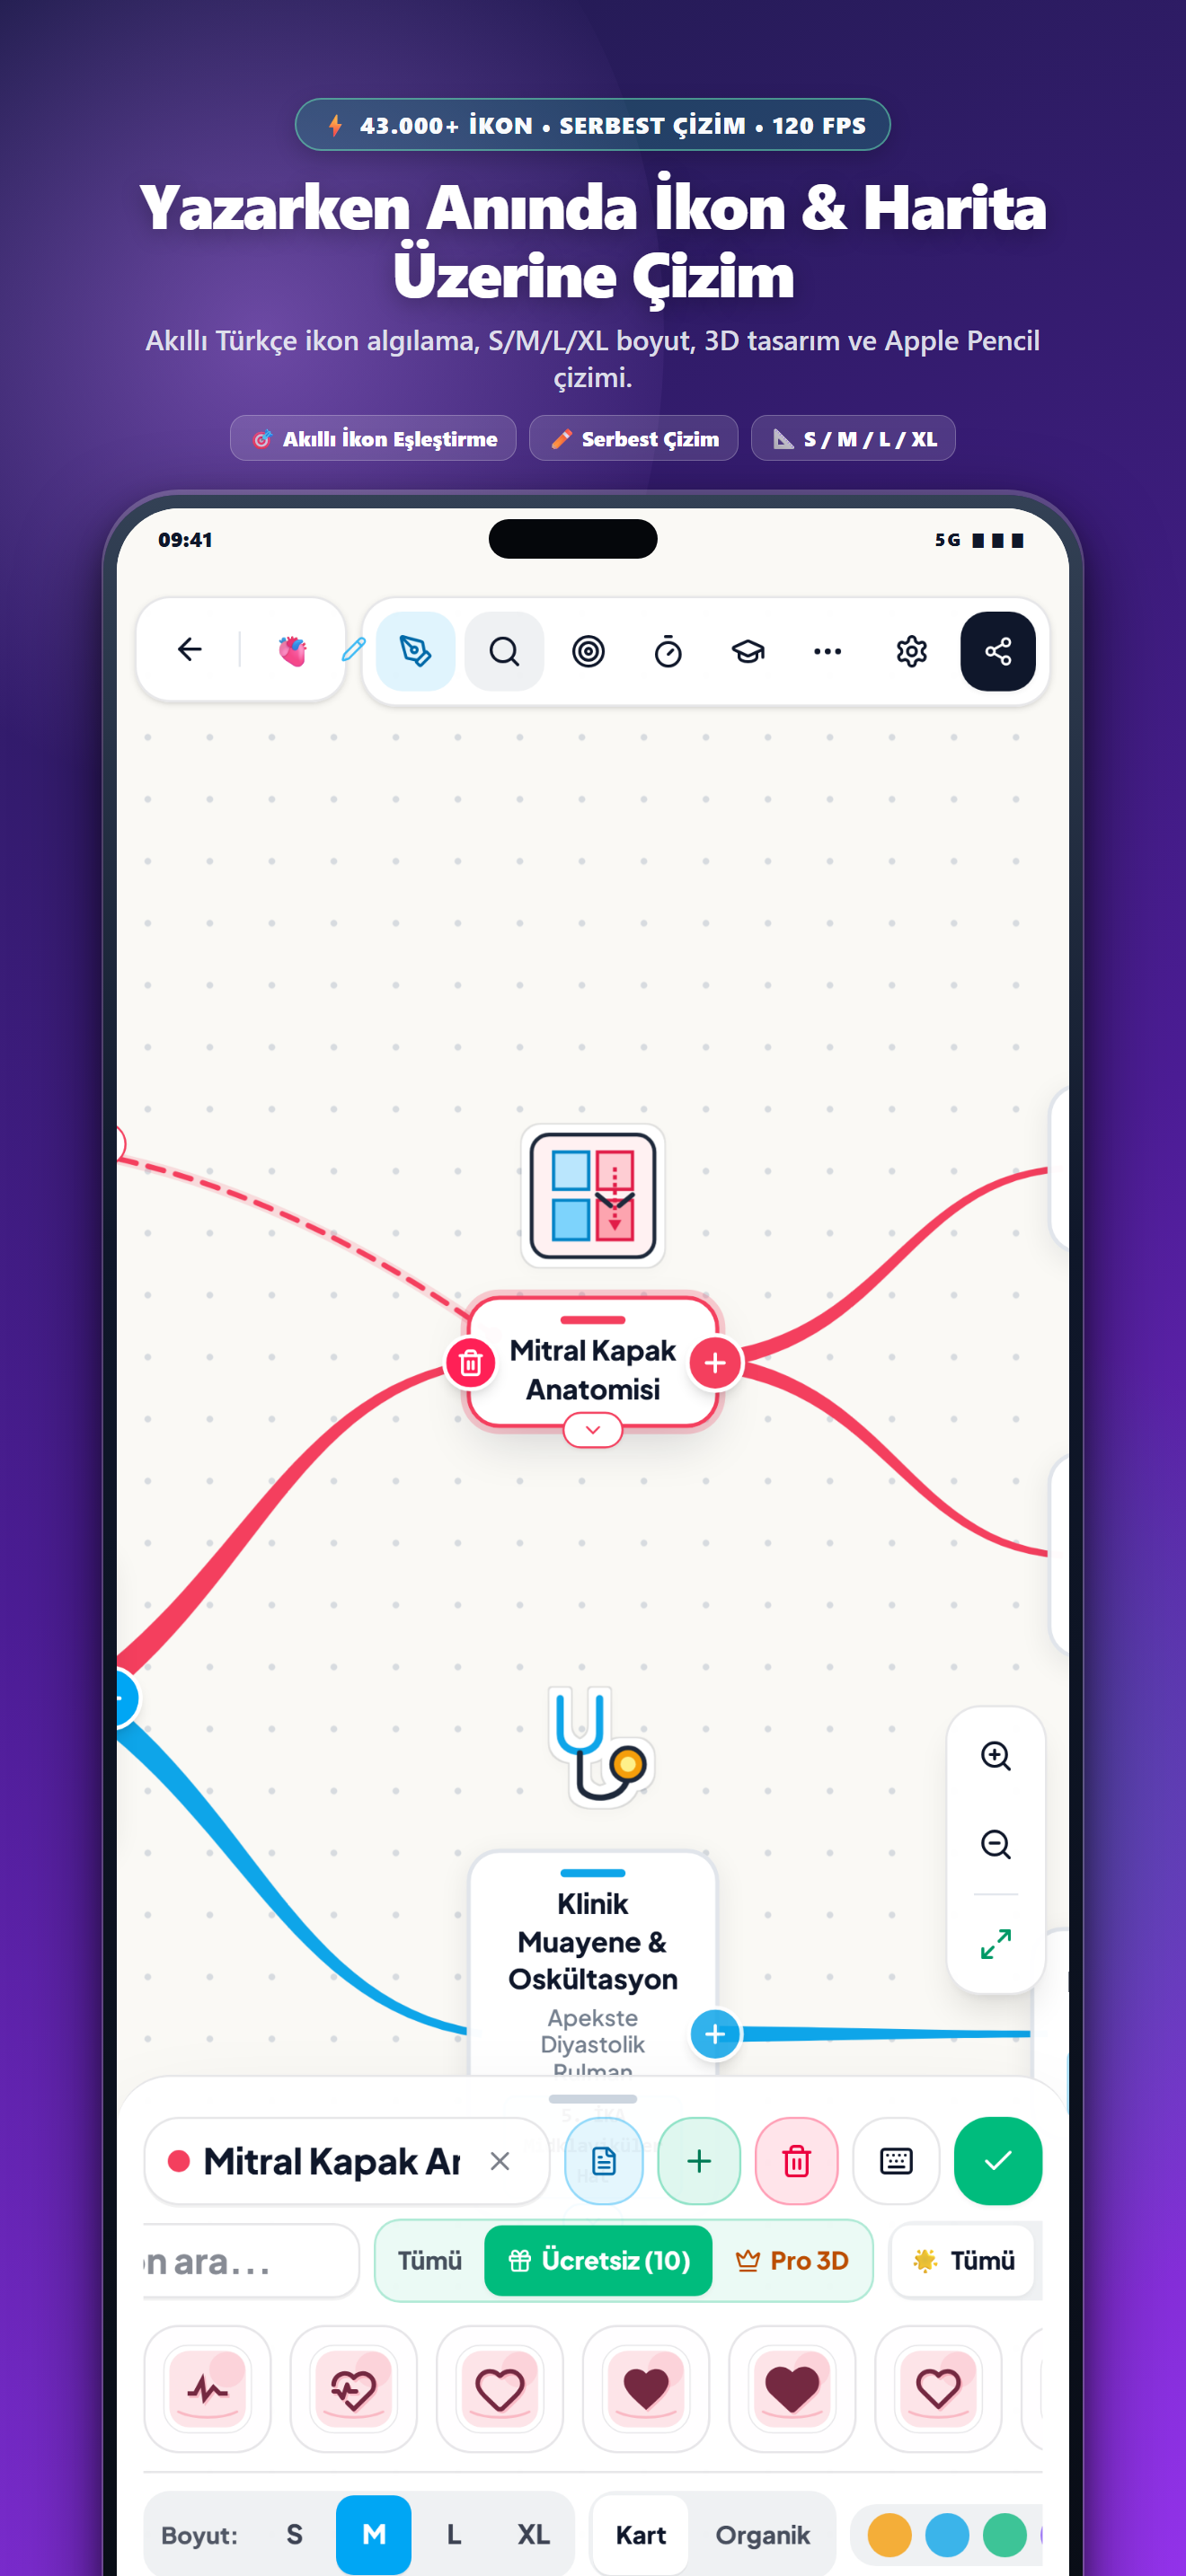 43.000+ İKON • SERBEST ÇİZİM • 120 FPS
Yazarken Anında İkon & Harita
Üzerine Çizim
Akıllı Türkçe ikon algılama, S/M/L/XL boyut, 3D tasarım ve Apple Pencil
çizimi.
Akıllı İkon Eşleştirme
Serbest Çizim
S / M / L / XL
09:41
5G
Mitral Kapak
Anatomisi
Klinik
Muayene &
Oskültasyon
Apekste
Diyastolik
Rulman
Mitral Kapak Ar
n ara...
Tümü
Ücretsiz (10)
Pro 3D
Tümü
Boyut:
S
M
L
XL
Kart
Organik